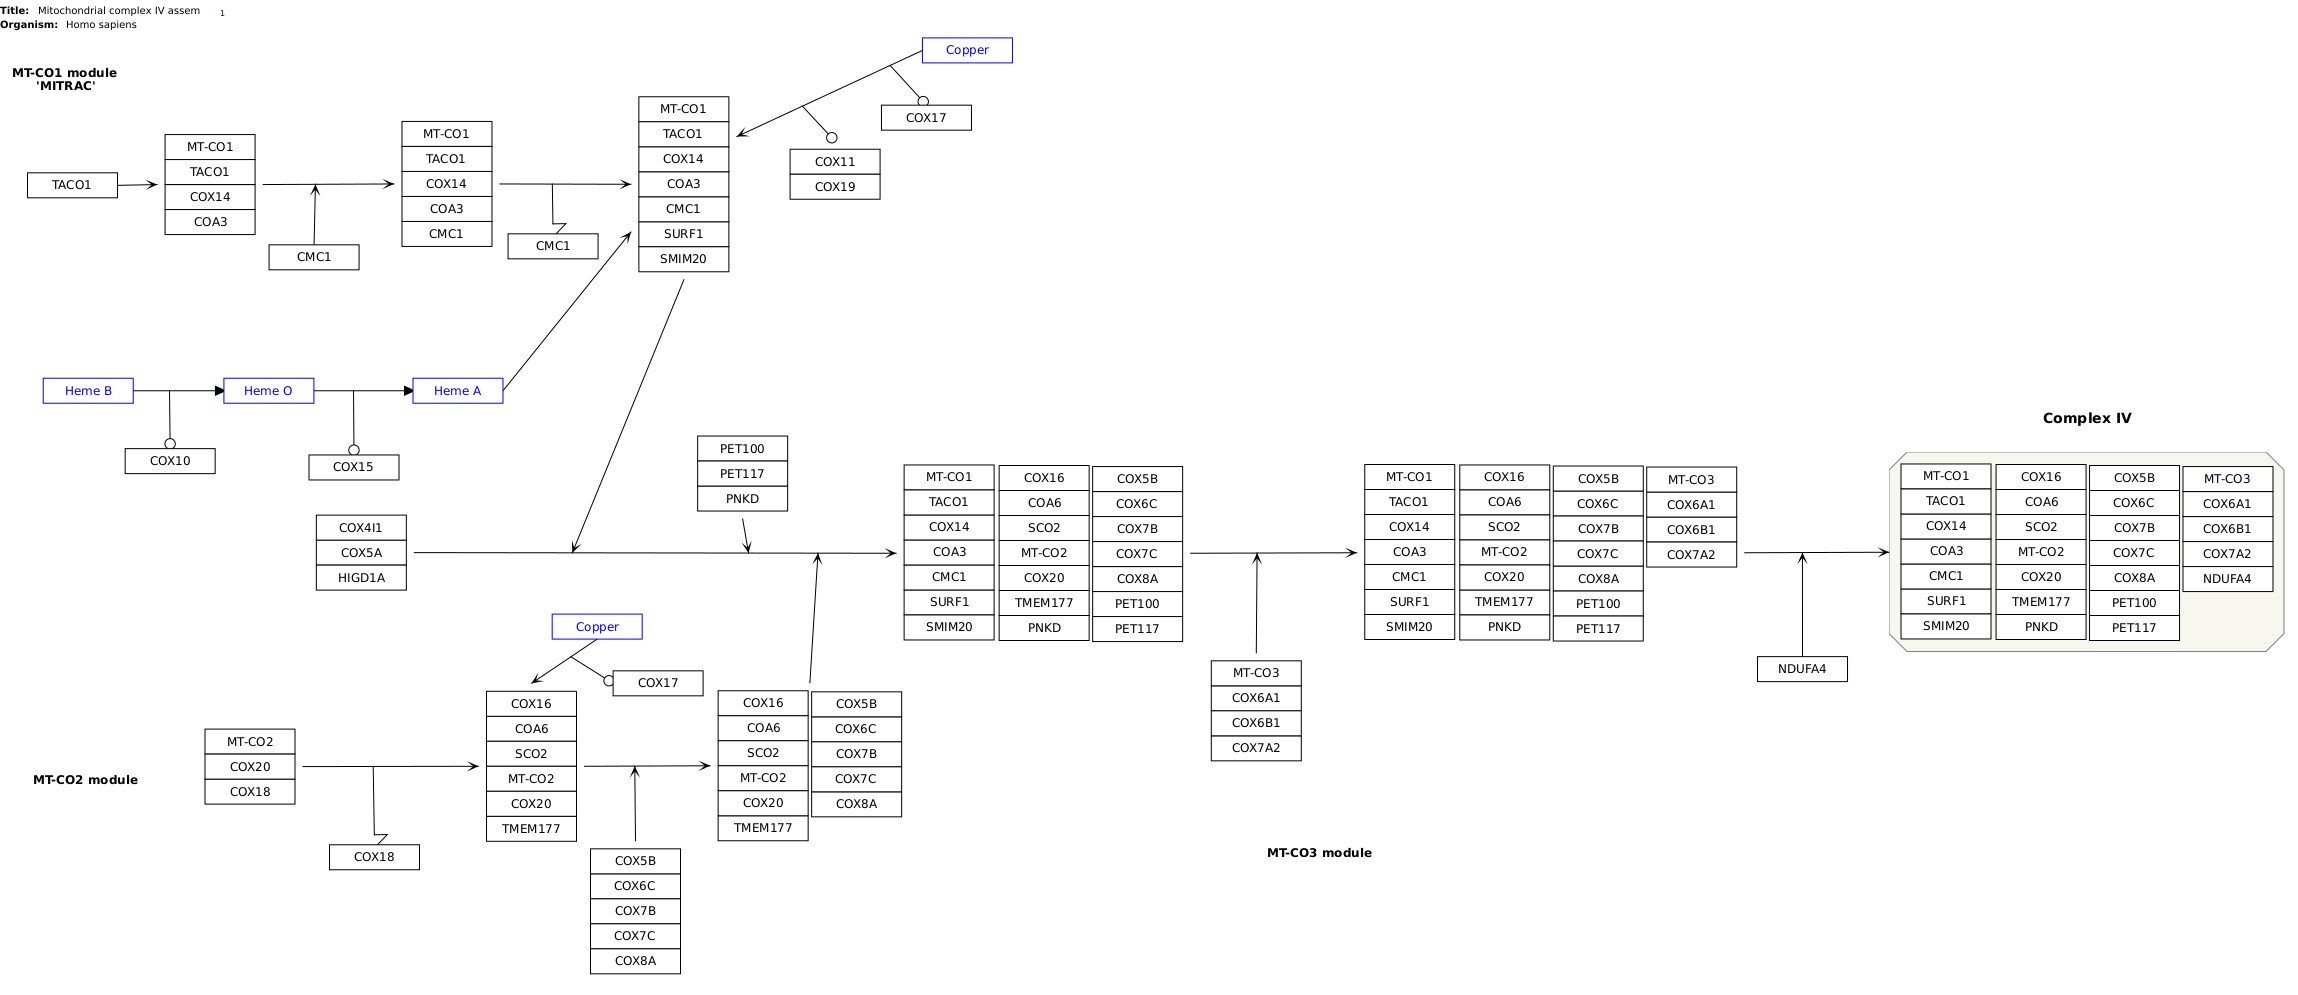 Title: Mitochondrial complex IV assem 1
Organism: Homo sapiens
MT-CO1 module
'MITRAC'
TACO1
MT-CO1
TACO1
COX14
COA3
CMC1
MT-CO1
TACO1
COX14
COA3
CMC1
CMC1
MT-CO1
TACO1
COX14
COA3
CMC1
SURF1
SMIM20
Copper
COX17
COX11
COX19
Heme B
Heme O
Heme A
COX10
COX15
COX4I1
COX5A
HIGD1A
PET100
PET117
PNKD
MT-CO1
TACO1
COX14
COA3
CMC1
SURF1
SMIM20
COX16
COA6
SCO2
MT-CO2
COX20
TMEM177
PNKD
COX5B
COX6C
COX7B
COX7C
COX8A
PET100
PET117
MT-CO3
COX6A1
COX6B1
COX7A2
MT-CO1
TACO1
COX14
COA3
CMC1
SURF1
SMIM20
COX16
COA6
SCO2
MT-CO2
COX20
TMEM177
PNKD
COX5B
COX6C
COX7B
COX7C
COX8A
PET100
PET117
MT-CO3
COX6A1
COX6B1
COX7A2
NDUFA4
Complex IV
MT-CO1
TACO1
COX14
COA3
CMC1
SURF1
SMIM20
COX16
COA6
SCO2
MT-CO2
COX20
TMEM177
PNKD
COX5B
COX6C
COX7B
COX7C
COX8A
PET100
PET117
MT-CO3
COX6A1
COX6B1
COX7A2
NDUFA4
MT-CO2 module
MT-CO2
COX20
COX18
COX18
Copper
COX17
COX16
COA6
SCO2
MT-CO2
COX20
TMEM177
COX5B
COX6C
COX7B
COX7C
COX8A
COX16
COA6
SCO2
MT-CO2
COX20
TMEM177
COX5B
COX6C
COX7B
COX7C
COX8A
MT-CO3 module